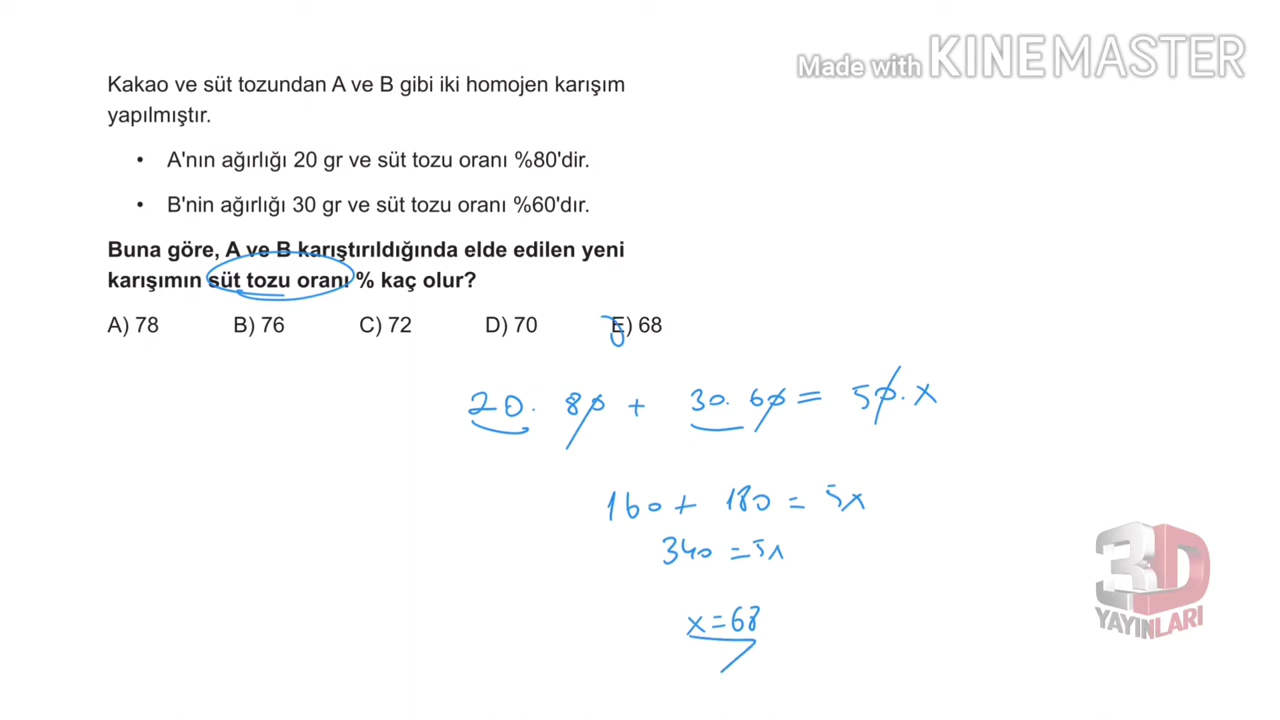 Made with KINEMASTER
Kakao ve süt tozundan A ve B gibi iki homojen karışım
yapılmıştır.
• A'nın ağırlığı 20 gr ve süt tozu oranı %80'dir.
• B'nin ağırlığı 30 gr ve süt tozu oranı %60'dır.
Buna göre, A ve B karıştırıldığında elde edilen yeni
karışımın süt tozu oranı % kaç olur?
A) 78 B) 76 C) 72 D) 70 E) 68
20. 80 + 30. 60 = 50. x
160 + 180 = 5x
340 = 5x
x = 68
3D
YAYINLARI